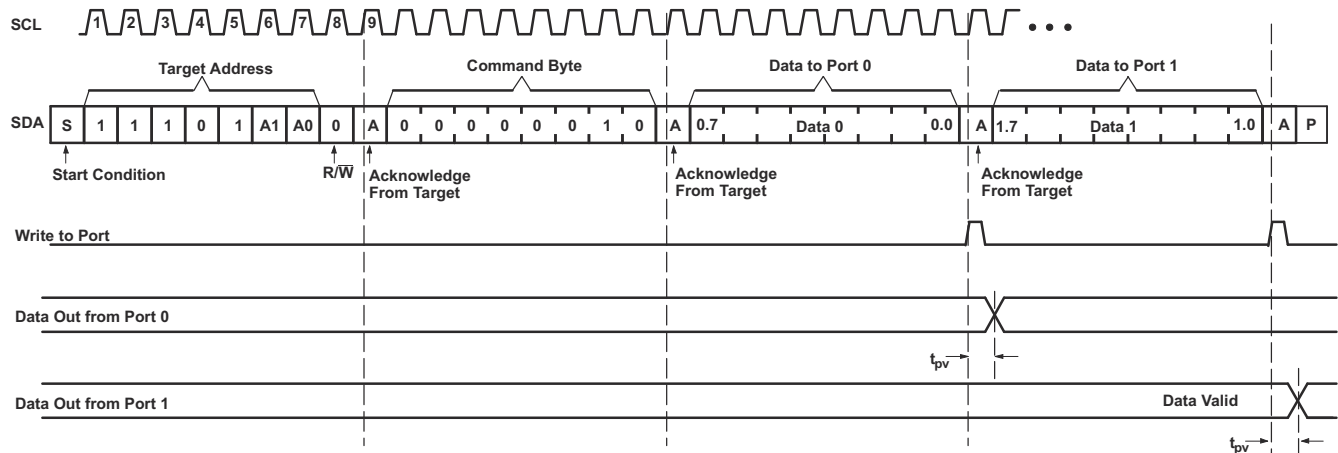 SCL 1 2 3 4 5 6 7 8 9
Target Address Command Byte Data to Port 0 Data to Port 1
SDA S 1 1 1 0 1 A1 A0 0 A 0 0 0 0 0 0 1 0 A 0.7 Data 0 0.0 A 1.7 Data 1 1.0 A P
Start Condition R/W Acknowledge From Target Acknowledge From Target Acknowledge From Target
Write to Port
Data Out from Port 0
tpv
Data Out from Port 1 Data Valid
tpv